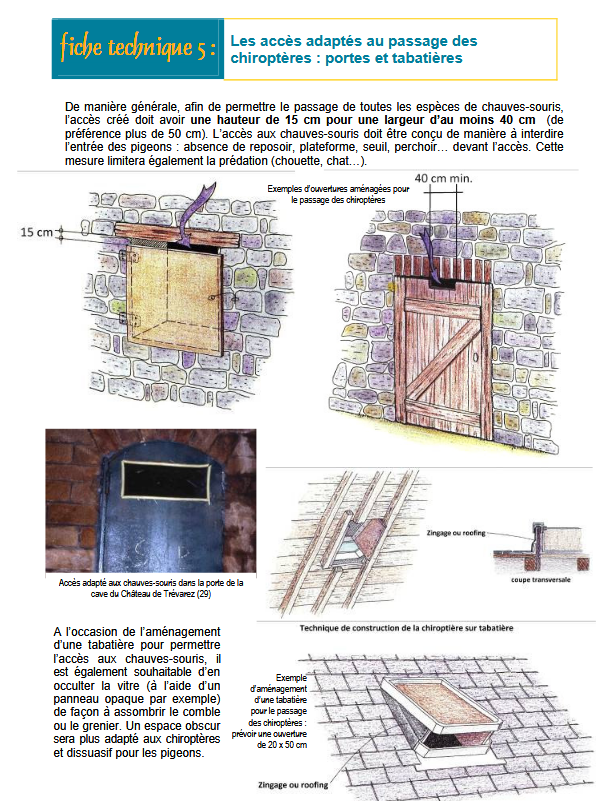 fiche technique 5 :
Les accès adaptés au passage des
chiroptères : portes et tabatières
De manière générale, afin de permettre le passage de toutes les espèces de chauves-souris,
l'accès créé doit avoir une hauteur de 15 cm pour une largeur d'au moins 40 cm (de
préférence plus de 50 cm). L'accès aux chauves-souris doit être conçu de manière à interdire
l'entrée des pigeons : absence de reposoir, plateforme, seuil, perchoir… devant l'accès. Cette
mesure limitera également la prédation (chouette, chat…).
Exemples d'ouvertures aménagées pour
le passage des chiroptères
40 cm min.
15 cm
Accès adapté aux chauves-souris dans la porte de la
cave du Château de Trévarez (29)
Zingage ou roofing
coupe transversale
Technique de construction de la chiroptière sur tabatière
A l'occasion de l'aménagement
d'une tabatière pour permettre
l'accès aux chauves-souris, il
est également souhaitable d'en
occulter la vitre (à l'aide d'un
panneau opaque par exemple)
de façon à assombrir le comble
ou le grenier. Un espace obscur
sera plus adapté aux chiroptères
et dissuasif pour les pigeons.
Exemple
d'aménagement
d'une tabatière
pour le passage
des chiroptères :
prévoir une ouverture
de 20 x 50 cm
Zingage ou roofing